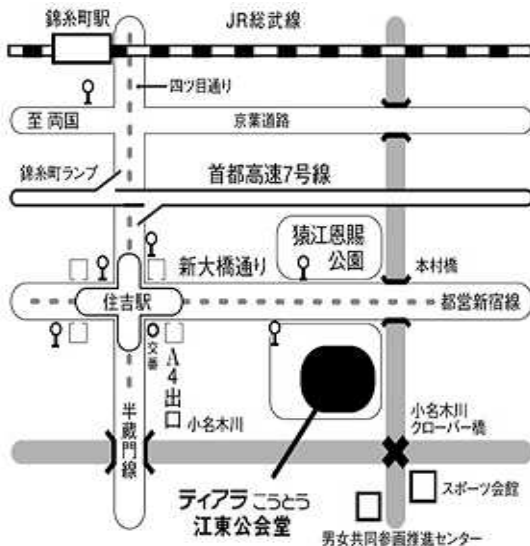 錦糸町駅
JR総武線
四ツ目通り
至 両国
京葉道路
錦糸町ランプ
首都高速7号線
猿江恩賜
公園
新大橋通り
本村橋
住吉駅
都営新宿線
交番
A4出口
半蔵門線
小名木川
小名木川
クローバー橋
ティアラ こうとう
江東公会堂
スポーツ会館
男女共同参画推進センター